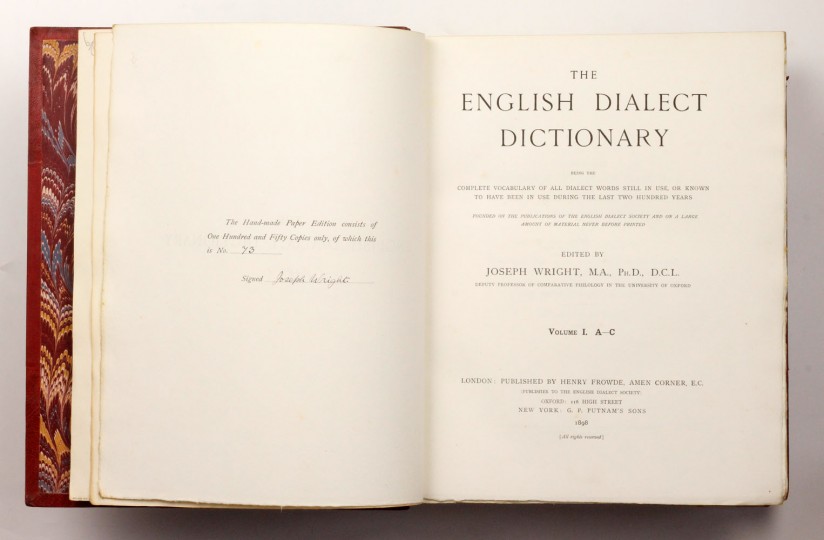 The Hand-made Paper Edition consists of
One Hundred and Fifty Copies only, of which this
is No. 73
Signed Joseph Wright
THE
ENGLISH DIALECT
DICTIONARY
BEING THE
COMPLETE VOCABULARY OF ALL DIALECT WORDS STILL IN USE, OR KNOWN
TO HAVE BEEN IN USE DURING THE LAST TWO HUNDRED YEARS
FOUNDED ON THE PUBLICATIONS OF THE ENGLISH DIALECT SOCIETY AND ON A LARGE
AMOUNT OF MATERIAL NEVER BEFORE PRINTED
EDITED BY
JOSEPH WRIGHT, M.A., PH.D., D.C.L.
DEPUTY PROFESSOR OF COMPARATIVE PHILOLOGY IN THE UNIVERSITY OF OXFORD
VOLUME I. A—C
LONDON: PUBLISHED BY HENRY FROWDE, AMEN CORNER, E.C.
PUBLISHER TO THE ENGLISH DIALECT SOCIETY
OXFORD: 116 HIGH STREET
NEW YORK: G. P. PUTNAM'S SONS
1898
[All rights reserved]